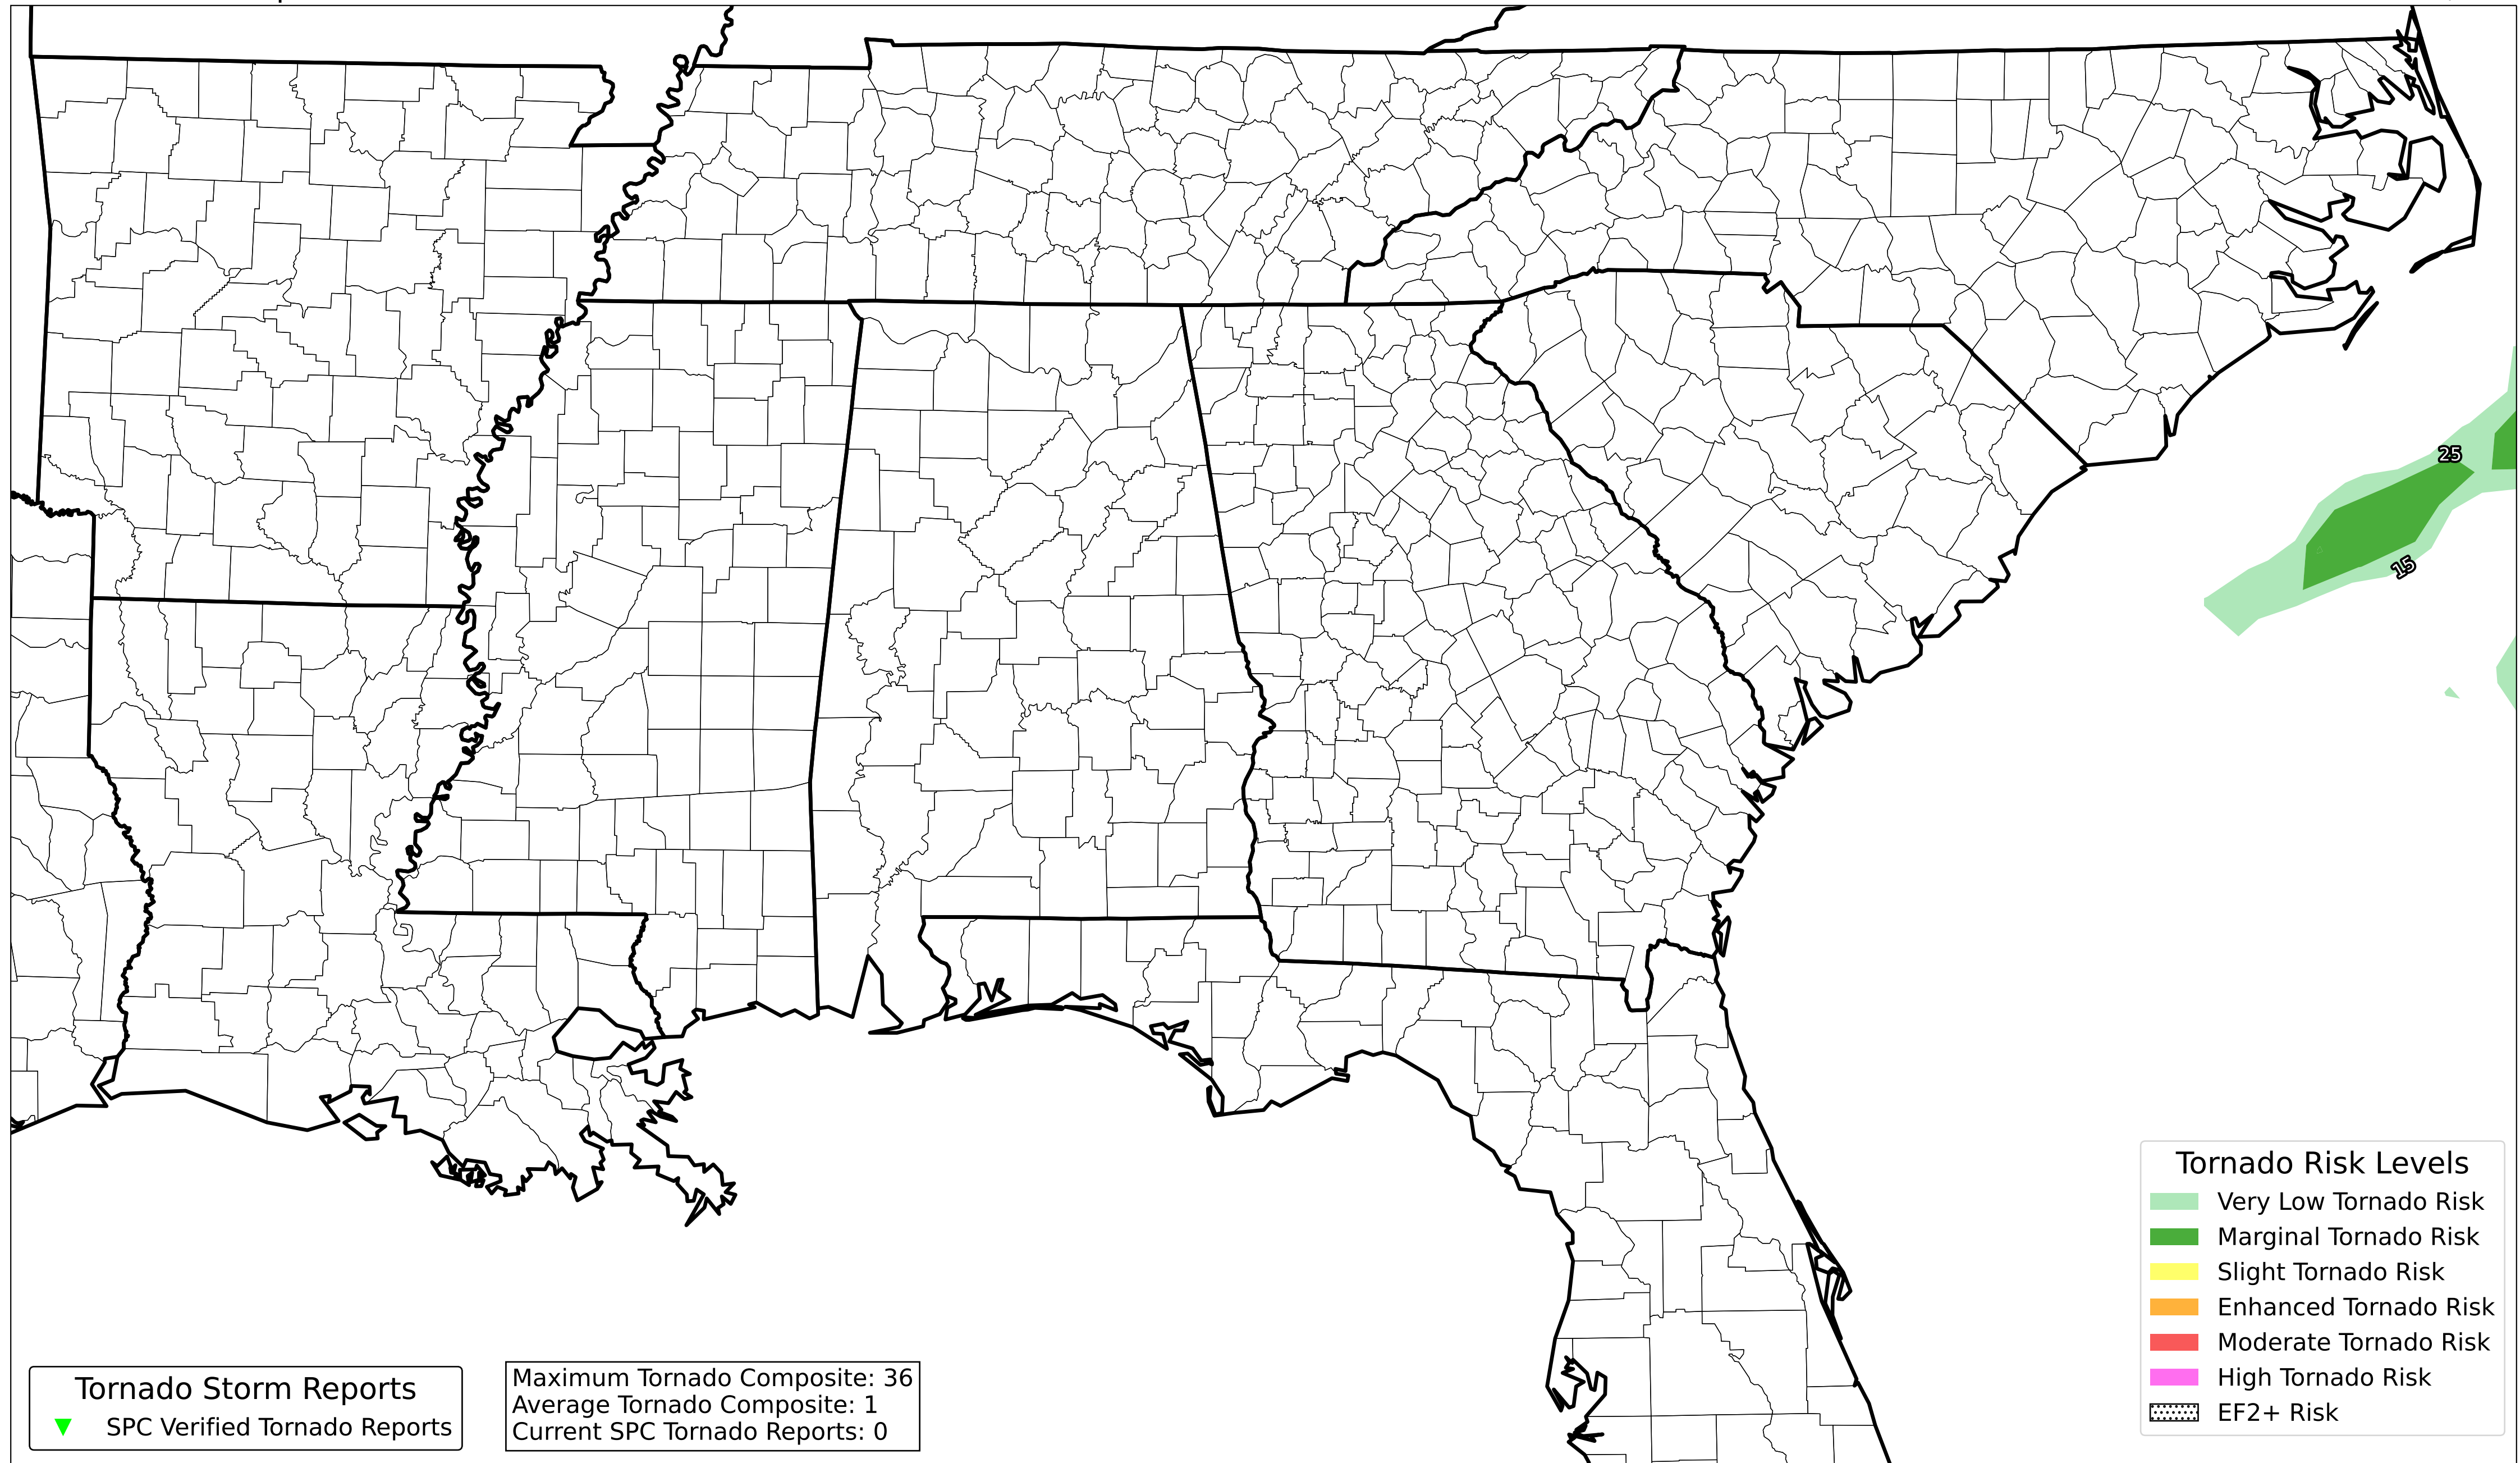 25
15
Tornado Risk Levels
Very Low Tornado Risk
Marginal Tornado Risk
Slight Tornado Risk
Enhanced Tornado Risk
Moderate Tornado Risk
High Tornado Risk
EF2+ Risk
Tornado Storm Reports
SPC Verified Tornado Reports
Maximum Tornado Composite: 36
Average Tornado Composite: 1
Current SPC Tornado Reports: 0